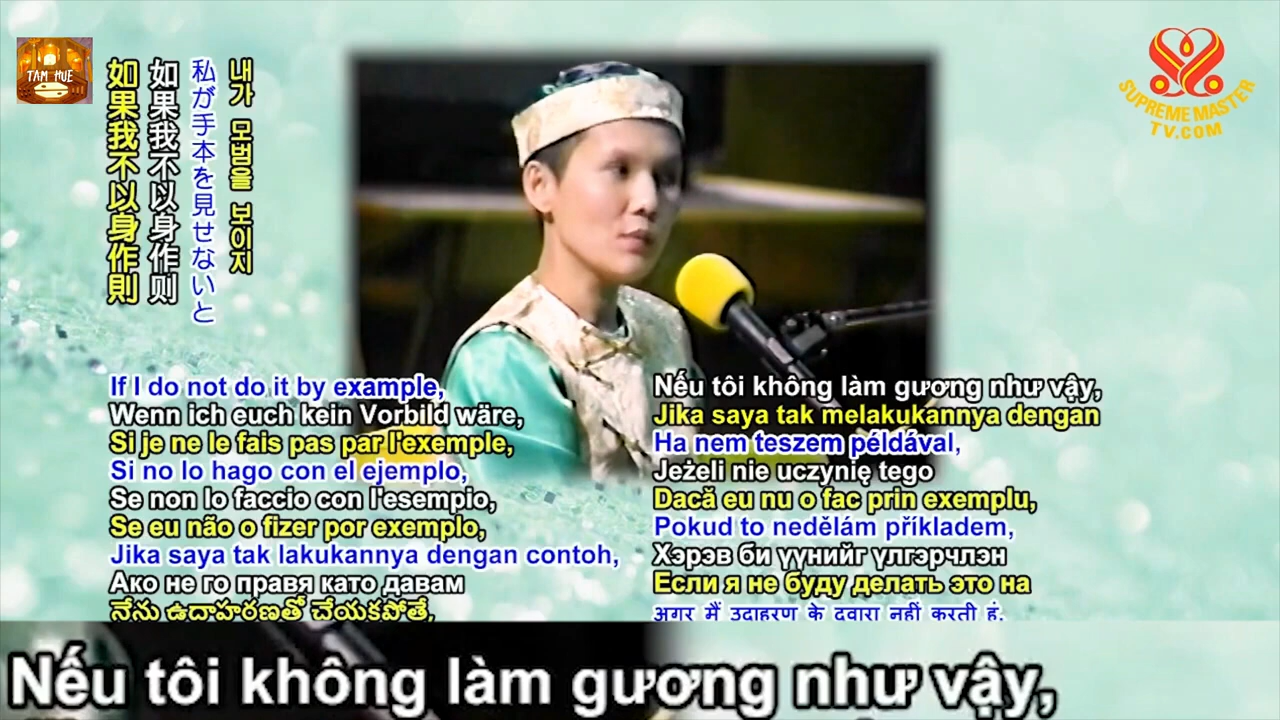 TAM HUE
SUPREME MASTER
TV.COM
如果我不以身作則
如果我不以身作则
私が手本を見せないと
내가 모범을 보이지
If I do not do it by example,
Wenn ich euch kein Vorbild wäre,
Si je ne le fais pas par l'exemple,
Si no lo hago con el ejemplo,
Se non lo faccio con l'esempio,
Se eu não o fizer por exemplo,
Jika saya tak lakukannya dengan contoh,
Ако не го правя като давам
నేను ఉదాహరణతో చేయకపోతే,
Nếu tôi không làm gương như vậy,
Jika saya tak melakukannya dengan
Ha nem teszem példával,
Jeżeli nie uczynię tego
Dacă eu nu o fac prin exemplu,
Pokud to nedělám příkladem,
Хэрэв би үүнийг үлгэрчлэн
Если я не буду делать это на
अगर मैं उदाहरण के द्वारा नहीं करती हूं,
Nếu tôi không làm gương như vậy,